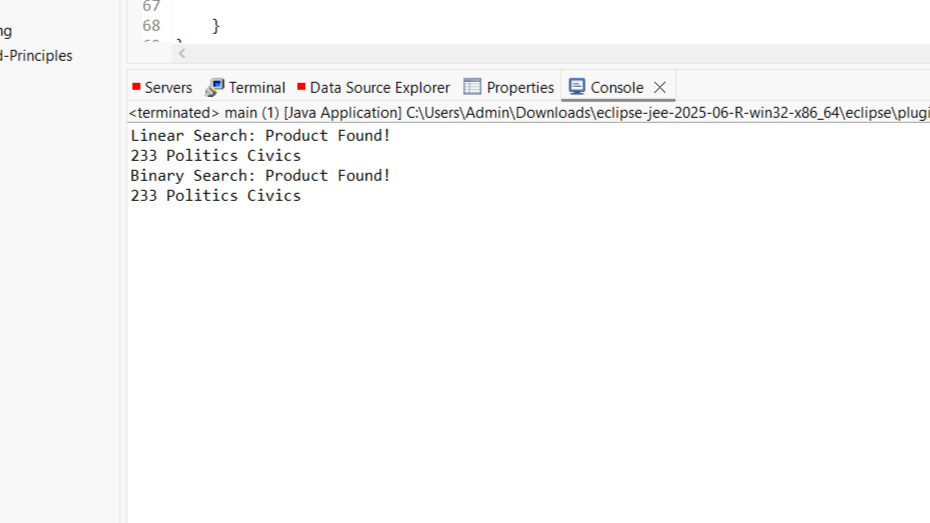 67
ng
68 }
d-Principles
Servers Terminal Data Source Explorer Properties Console
<terminated> main (1) [Java Application] C:\Users\Admin\Downloads\eclipse-jee-2025-06-R-win32-x86_64\eclipse\plugi
Linear Search: Product Found!
233 Politics Civics
Binary Search: Product Found!
233 Politics Civics